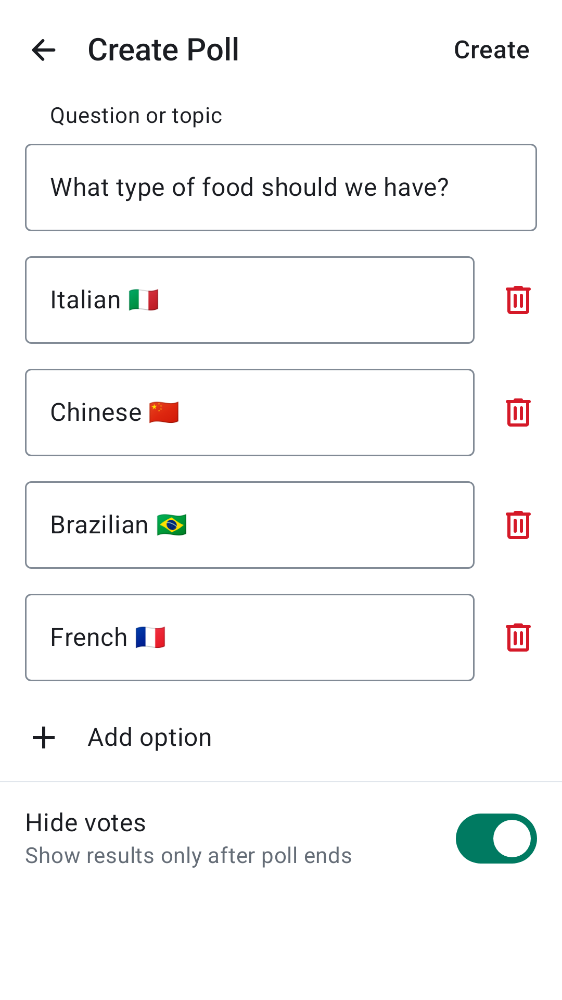 Create Poll
Create
Question or topic
What type of food should we have?
Italian 🇮🇹
Chinese 🇨🇳
Brazilian 🇧🇷
French 🇫🇷
Add option
Hide votes
Show results only after poll ends